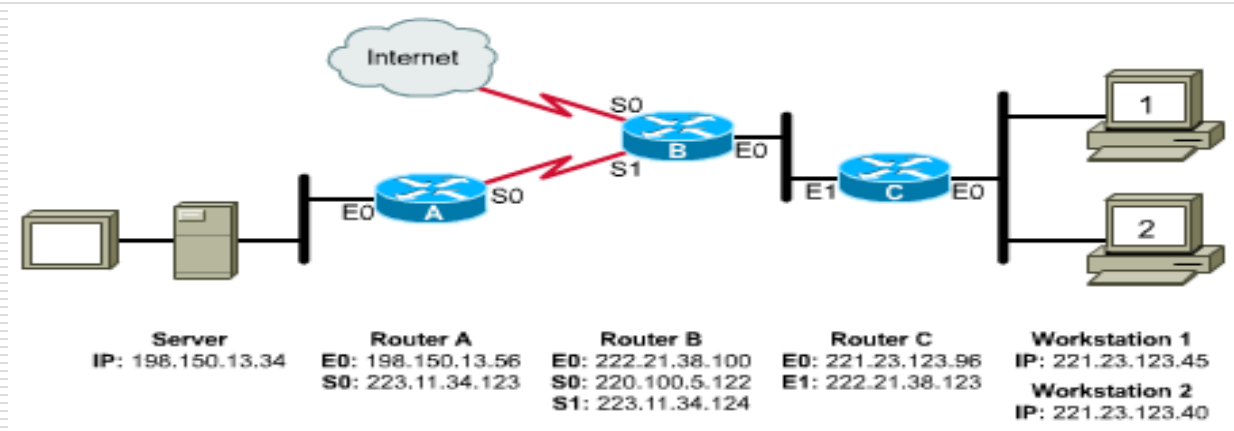 Internet
S0
B
E0
S1
1
E1
C
E0
E0
A
S0
2
Server
IP: 198.150.13.34
Router A
E0: 198.150.13.56
S0: 223.11.34.123
Router B
E0: 222.21.38.100
S0: 220.100.5.122
S1: 223.11.34.124
Router C
E0: 221.23.123.96
E1: 222.21.38.123
Workstation 1
IP: 221.23.123.45
Workstation 2
IP: 221.23.123.40